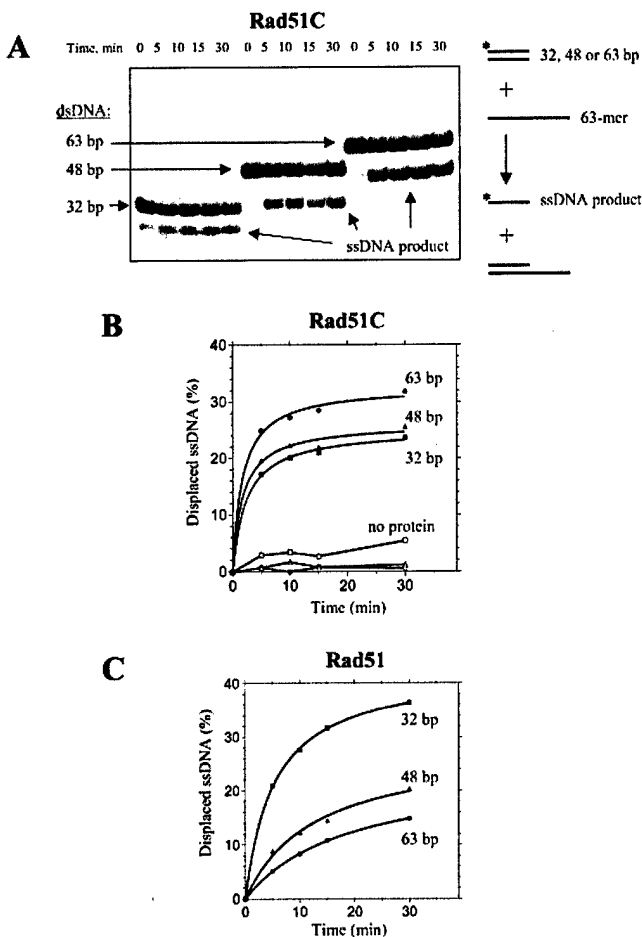 Rad51C
A
Time, min 0 5 10 15 30 0 5 10 15 30 0 5 10 15 30
dsDNA:
63 bp
48 bp
32 bp
ssDNA product
*
32, 48 or 63 bp
+
63-mer
*
ssDNA product
+
B
Rad51C
Displaced ssDNA (%)
40
30
20
10
0
63 bp
48 bp
32 bp
no protein
0 10 20 30
Time (min)
C
Rad51
Displaced ssDNA (%)
40
30
20
10
0
32 bp
48 bp
63 bp
0 10 20 30
Time (min)